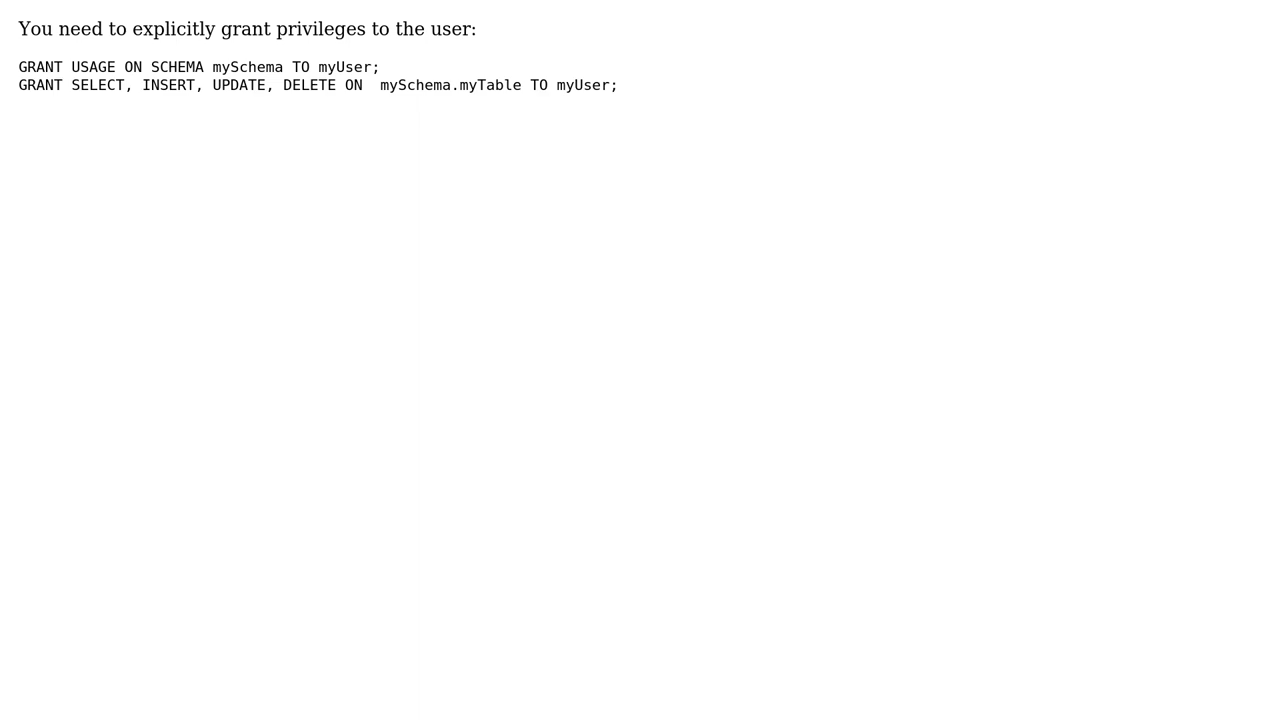 You need to explicitly grant privileges to the user:
GRANT USAGE ON SCHEMA mySchema TO myUser;
GRANT SELECT, INSERT, UPDATE, DELETE ON  mySchema.myTable TO myUser;